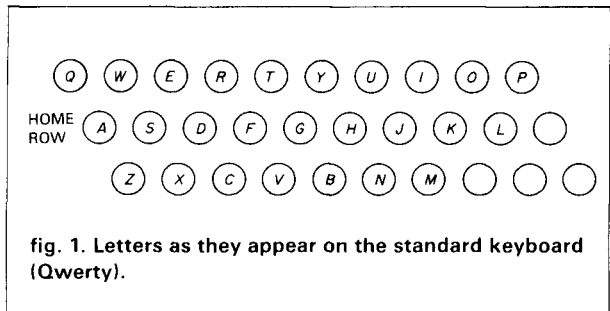 Q W E R T Y U I O P
HOME ROW A S D F G H J K L
Z X C V B N M
fig. 1. Letters as they appear on the standard keyboard
(Qwerty).